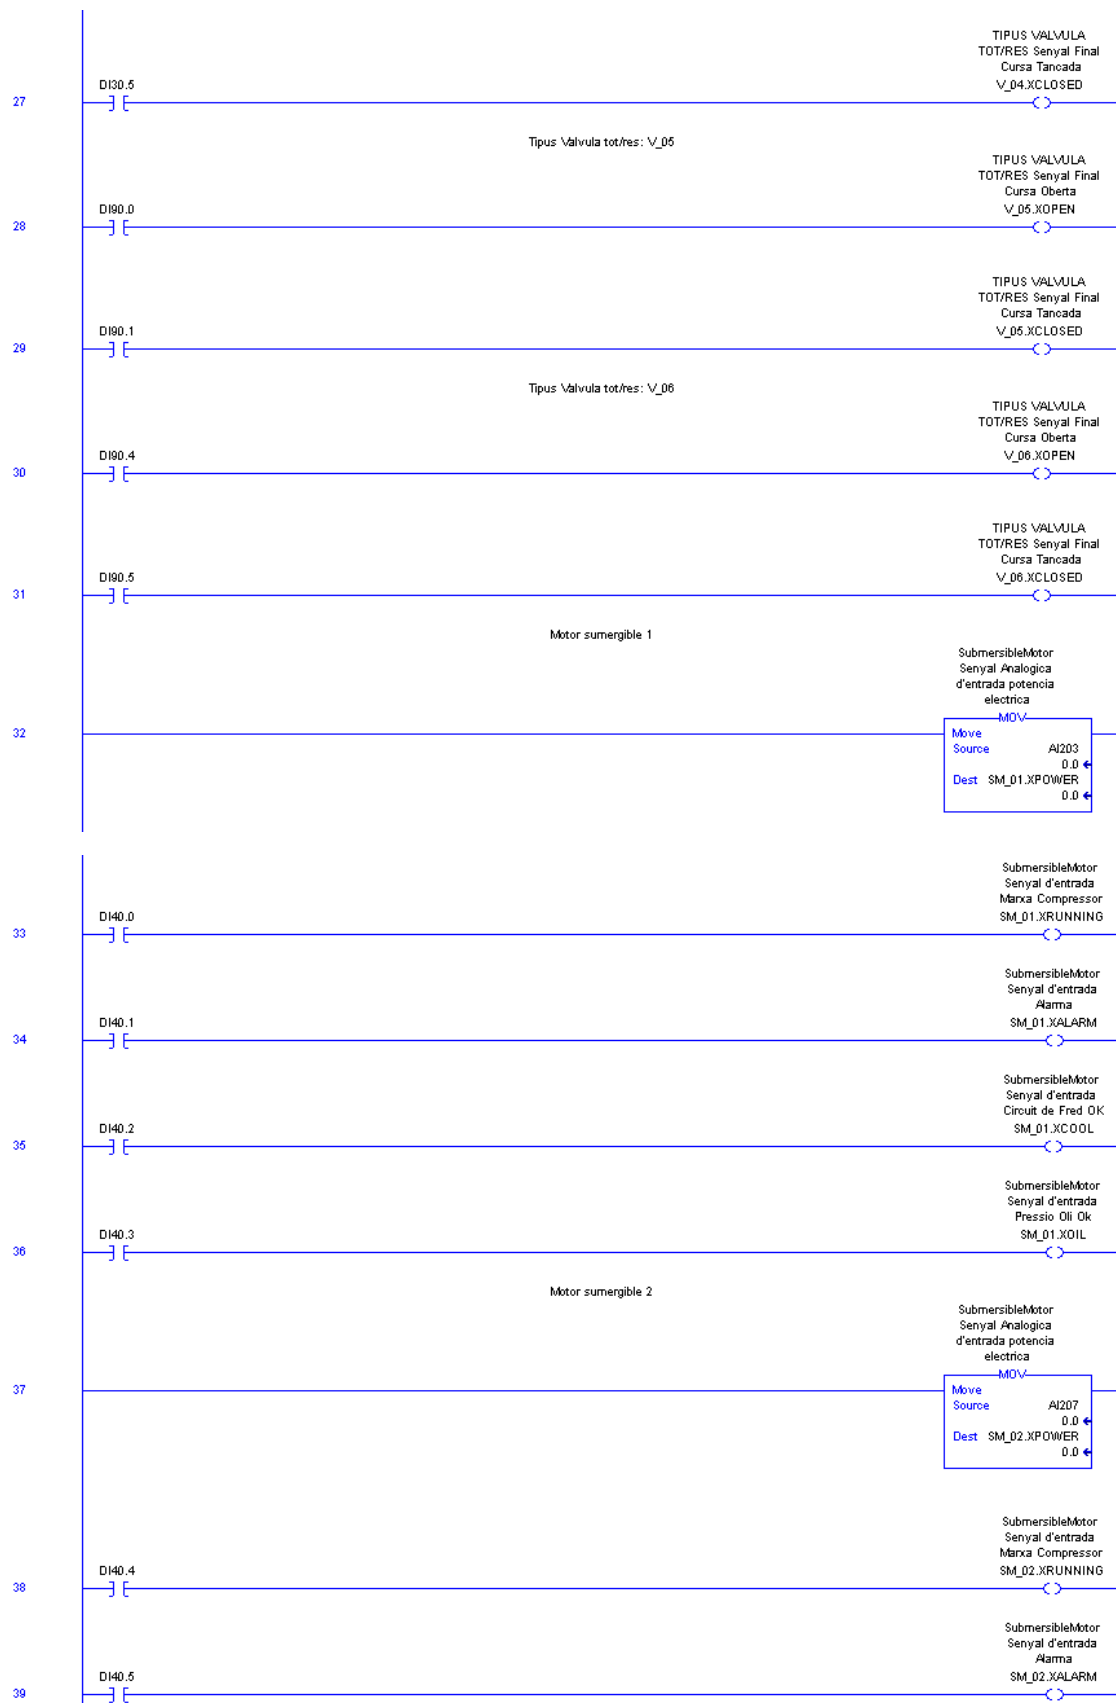 TIPUS VALVULA
TOT/RES Senyal Final
Cursa Tancada
DI30.5
V_04.XCLOSED
27
Tipus Valvula tot/res: V_05
TIPUS VALVULA
TOT/RES Senyal Final
Cursa Oberta
DI90.0
V_05.XOPEN
28
TIPUS VALVULA
TOT/RES Senyal Final
Cursa Tancada
DI90.1
V_05.XCLOSED
29
Tipus Valvula tot/res: V_06
TIPUS VALVULA
TOT/RES Senyal Final
Cursa Oberta
DI90.4
V_06.XOPEN
30
TIPUS VALVULA
TOT/RES Senyal Final
Cursa Tancada
DI90.5
V_06.XCLOSED
31
Motor sumergible 1
SubmersibleMotor
Senyal Analogica
d'entrada potencia
electrica
MOV
32
Move
Source AI203
0.0
Dest SM_01.XPOWER
0.0
SubmersibleMotor
Senyal d'entrada
Marxa Compressor
DI40.0
SM_01.XRUNNING
33
SubmersibleMotor
Senyal d'entrada
Alarma
DI40.1
SM_01.XALARM
34
SubmersibleMotor
Senyal d'entrada
Circuit de Fred OK
DI40.2
SM_01.XCOOL
35
SubmersibleMotor
Senyal d'entrada
Pressio Oli Ok
DI40.3
SM_01.XOIL
36
Motor sumergible 2
SubmersibleMotor
Senyal Analogica
d'entrada potencia
electrica
MOV
37
Move
Source AI207
0.0
Dest SM_02.XPOWER
0.0
SubmersibleMotor
Senyal d'entrada
Marxa Compressor
DI40.4
SM_02.XRUNNING
38
SubmersibleMotor
Senyal d'entrada
Alarma
DI40.5
SM_02.XALARM
39